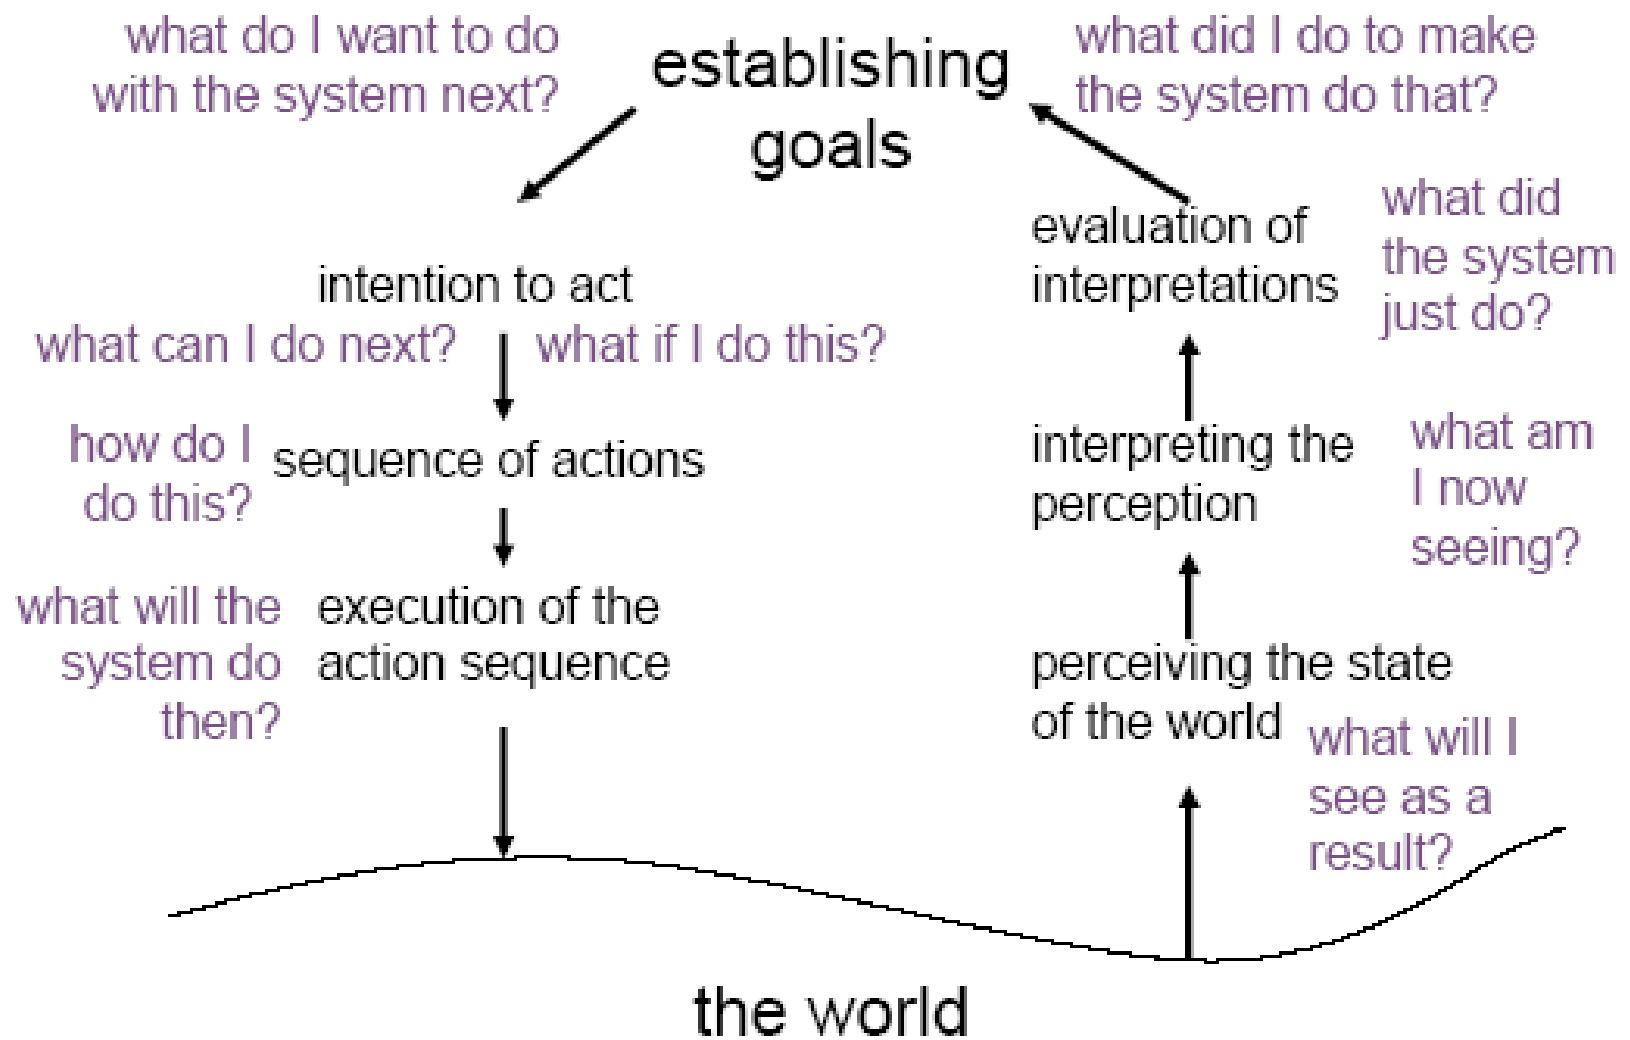 what do I want to do
with the system next?
establishing
goals
what did I do to make
the system do that?
intention to act
what can I do next?
what if I do this?
how do I
do this?
sequence of actions
what will the
system do
then?
execution of the
action sequence
evaluation of
interpretations
what did
the system
just do?
interpreting the
perception
what am
I now
seeing?
perceiving the state
of the world
what will I
see as a
result?
the world